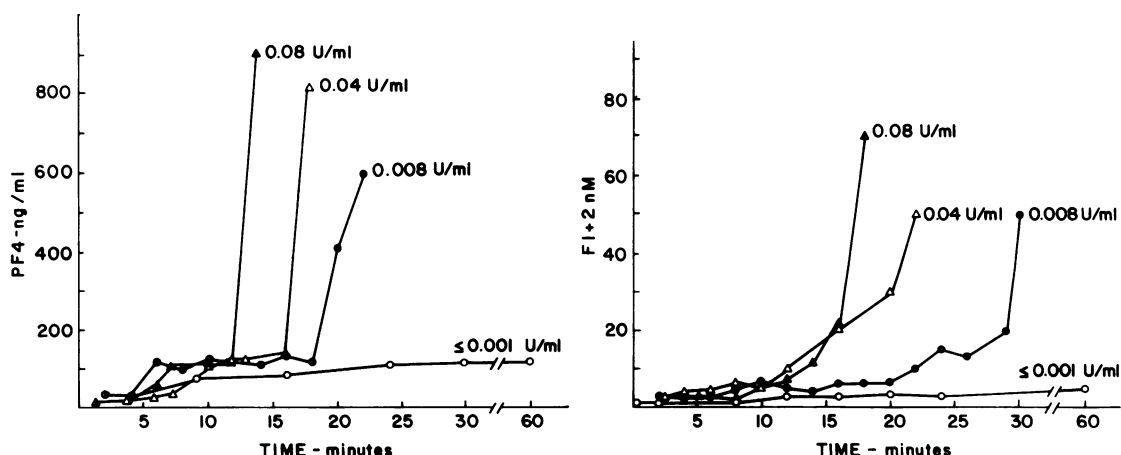 PF4-ng/ml
800
600
400
200
0.08 U/ml
0.04 U/ml
0.008 U/ml
≤0.001 U/ml
5 10 15 20 25 30 60
TIME - minutes
F1+2 nM
80
60
40
20
0.08 U/ml
0.04 U/ml
0.008 U/ml
≤0.001 U/ml
5 10 15 20 25 30 60
TIME - minutes